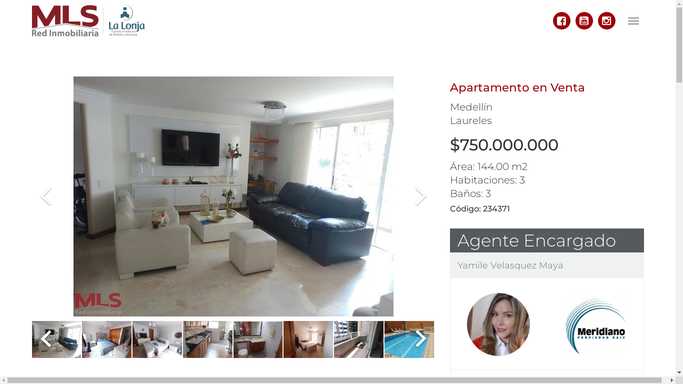 MLS
Red Inmobiliaria
La Lonja
Apartamento en Venta
Medellín
Laureles
$750.000.000
Área: 144.00 m2
Habitaciones: 3
Baños: 3
Código: 234371
Agente Encargado
Yamile Velasquez Maya
MLS
Meridiano